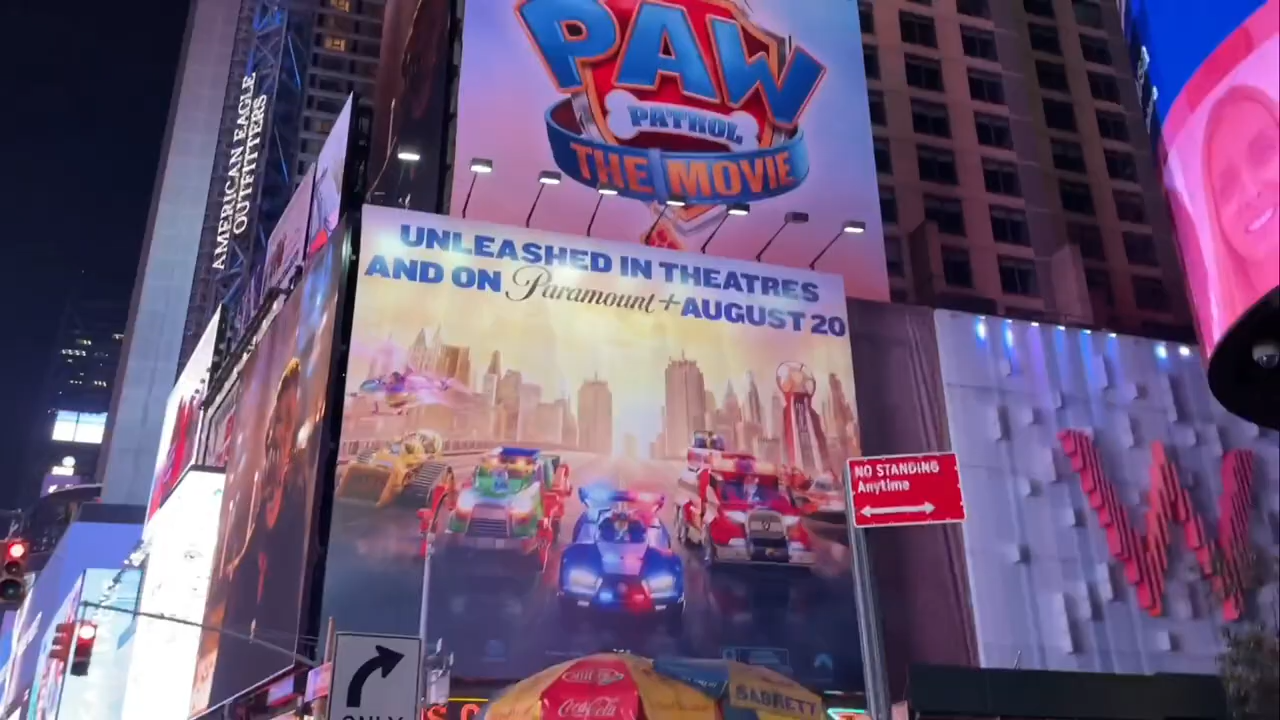 AMERICAN EAGLE
OUTFITTERS
PAW
PATROL
THE MOVIE
UNLEASHED IN THEATRES
AND ON Paramount+ AUGUST 20
NO STANDING
Anytime
W
ONLY
Coca-Cola
SABRETT